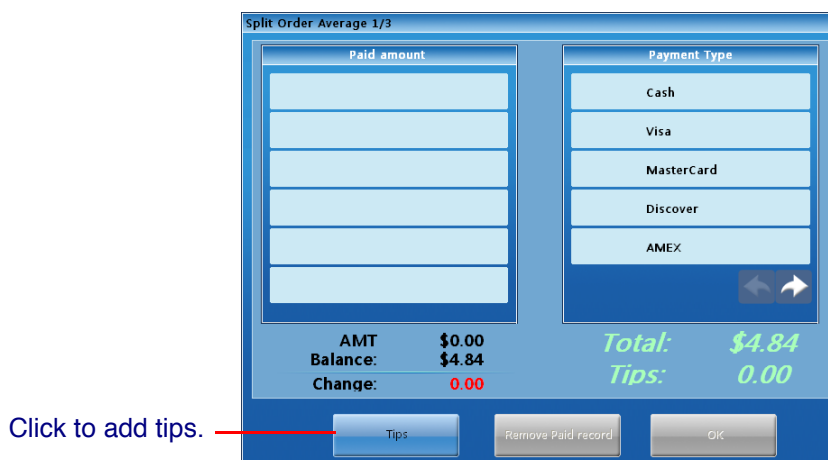 Split Order Average 1/3
Paid amount
Payment Type
Cash
Visa
MasterCard
Discover
AMEX
AMT $0.00
Balance: $4.84
Change: 0.00
Total: $4.84
Tips: 0.00
Click to add tips.
Tips
Remove Paid record
OK